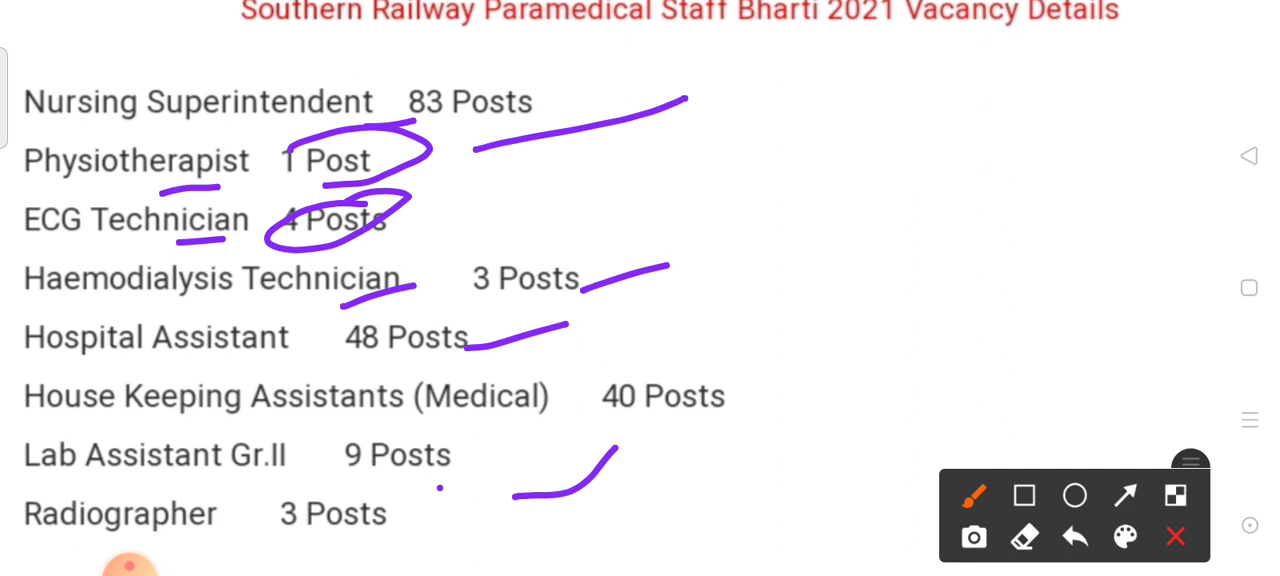 Southern Railway Paramedical Staff Bharti 2021 Vacancy Details
Nursing Superintendent 83 Posts
Physiotherapist 1 Post
ECG Technician 4 Posts
Haemodialysis Technician 3 Posts
Hospital Assistant 48 Posts
House Keeping Assistants (Medical) 40 Posts
Lab Assistant Gr.II 9 Posts
Radiographer 3 Posts